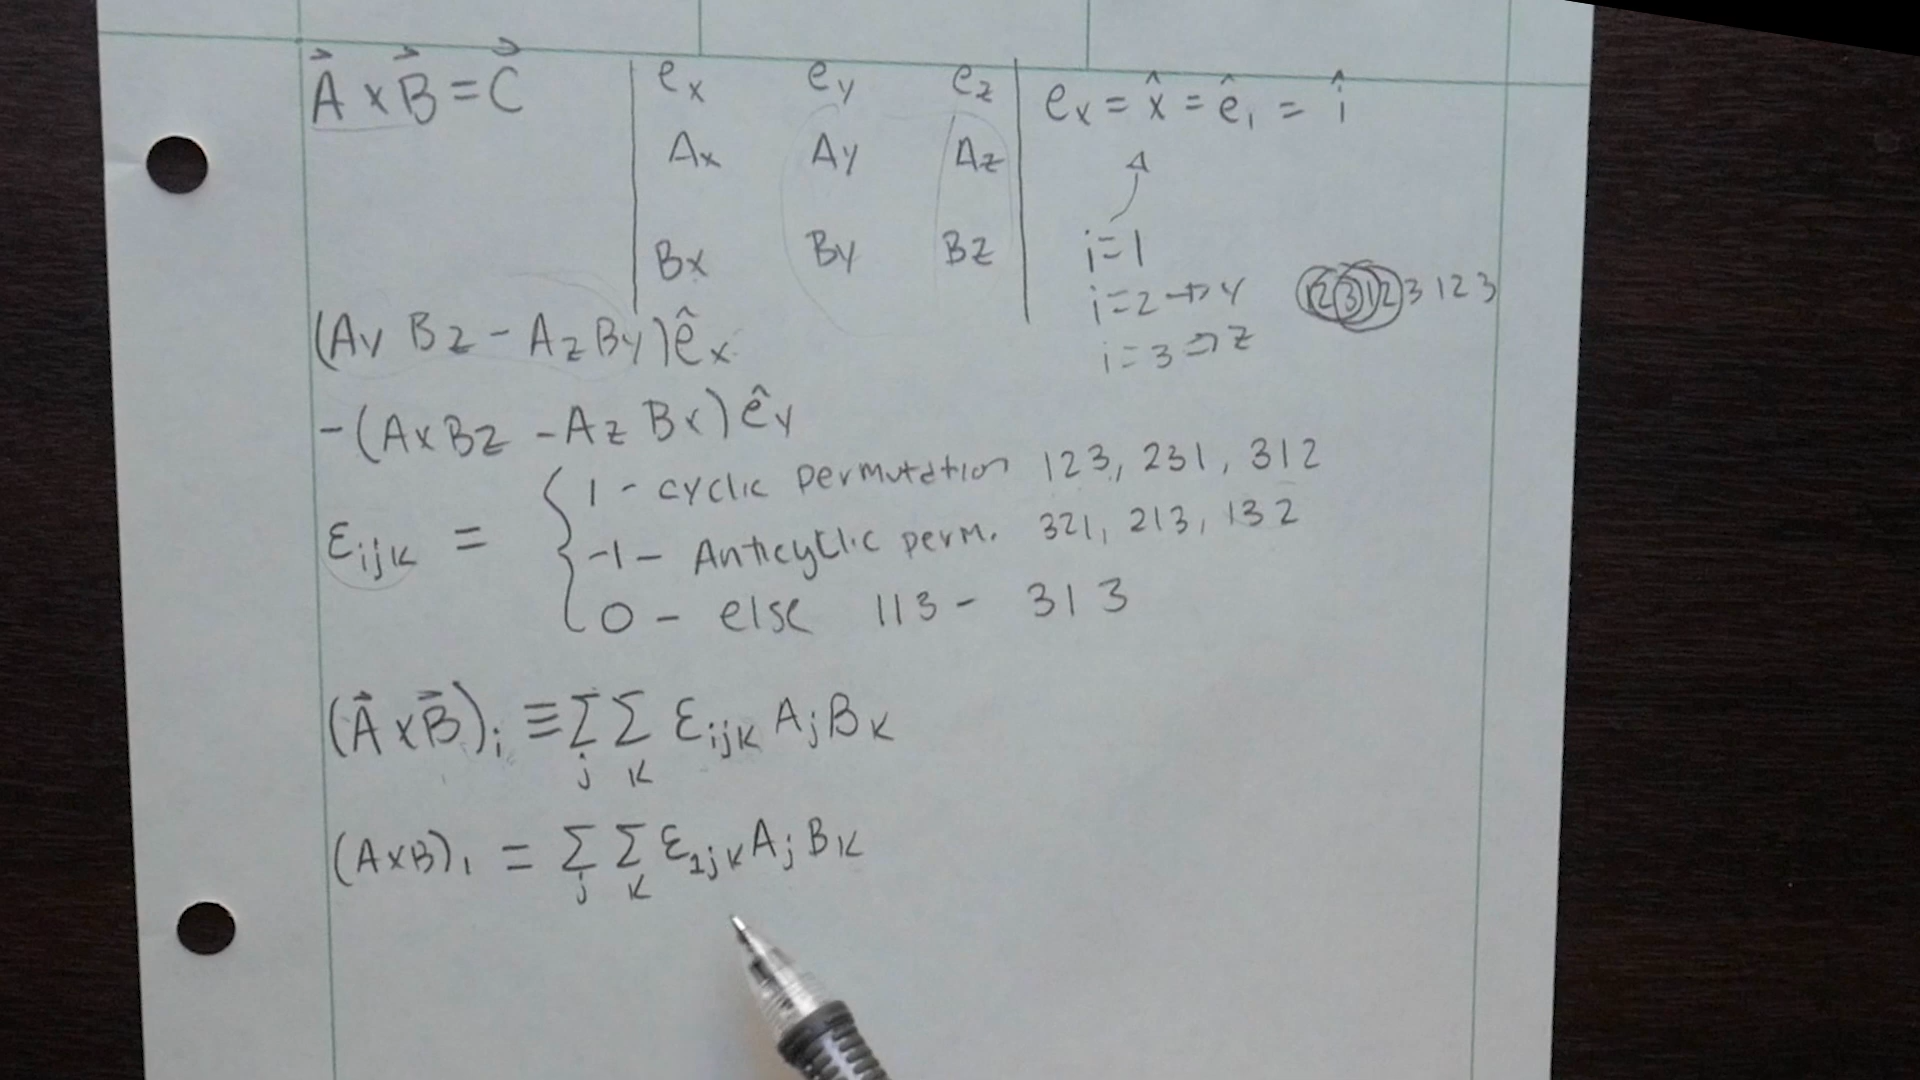 A⃗ × B⃗ = C⃗
| e_x e_y e_z |
| A_x A_y A_z |
| B_x B_y B_z |
e_x = x̂ = ê_1 = î
i=1
i=2 → y
i=3 ⇒ z
123123123
(A_y B_z - A_z B_y) ê_x
-(A_x B_z - A_z B_x) ê_y
ε_ijk = { 1 - cyclic permutation 123, 231, 312
-1 - Anticyclic perm. 321, 213, 132
0 - else 113 - 313
(A⃗ × B⃗)_i ≡ Σ_j Σ_k ε_ijk A_j B_k
(A×B)_1 = Σ_j Σ_k ε_1jk A_j B_k